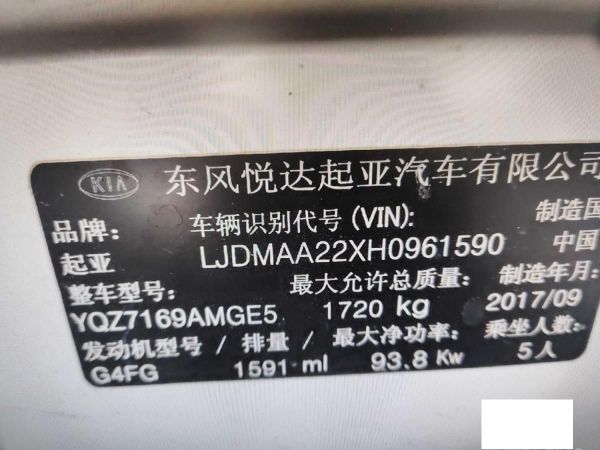 KIA 东风悦达起亚汽车有限公司
品牌: 车辆识别代号 (VIN): 制造国
起亚 LJDMAA22XH0961590 中国
整车型号: 最大允许总质量: 制造年月:
YQZ7169AMGE5 1720 kg 2017/09
发动机型号 / 排量 / 最大净功率: 乘坐人数:
G4FG 1591 ml 93.8 Kw 5人